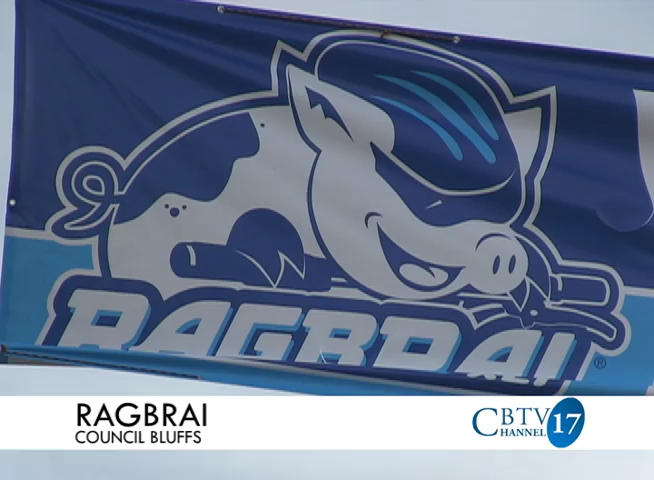 RAGBRAI
®
RAGBRAI
COUNCIL BLUFFS
CBTV
CHANNEL 17